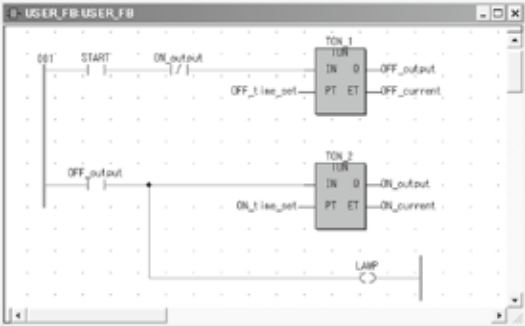 USER_FB:USER_FB
TON_1
001 START ON_output TON
IN Q OFF_output
OFF_time_set PT ET OFF_current
TON_2
OFF_output TON
IN Q ON_output
ON_time_set PT ET ON_current
LAMP